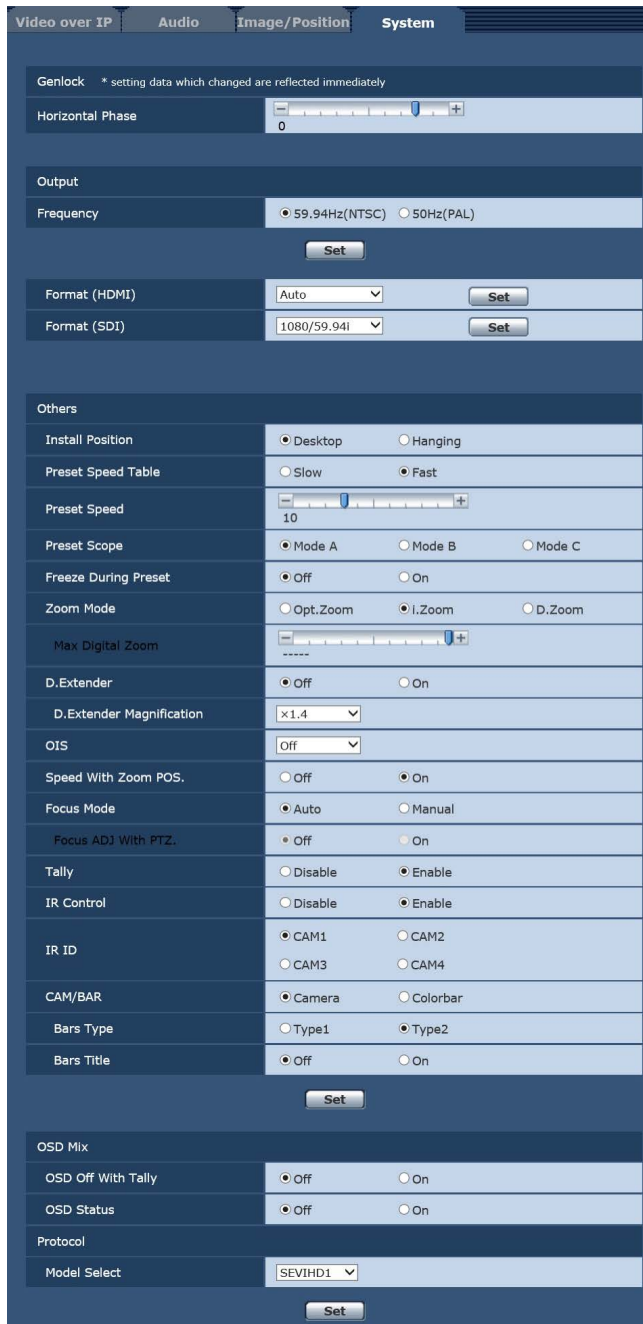 Video over IP Audio Image/Position System
Genlock * setting data which changed are reflected immediately
Horizontal Phase
0
Output
Frequency 59.94Hz(NTSC) 50Hz(PAL)
Set
Format (HDMI) Auto Set
Format (SDI) 1080/59.94i Set
Others
Install Position Desktop Hanging
Preset Speed Table Slow Fast
Preset Speed
10
Preset Scope Mode A Mode B Mode C
Freeze During Preset Off On
Zoom Mode Opt.Zoom i.Zoom D.Zoom
Max Digital Zoom
-----
D.Extender Off On
D.Extender Magnification ×1.4
OIS Off
Speed With Zoom POS. Off On
Focus Mode Auto Manual
Focus ADJ With PTZ. Off On
Tally Disable Enable
IR Control Disable Enable
IR ID CAM1 CAM2
CAM3 CAM4
CAM/BAR Camera Colorbar
Bars Type Type1 Type2
Bars Title Off On
Set
OSD Mix
OSD Off With Tally Off On
OSD Status Off On
Protocol
Model Select SEVIHD1
Set